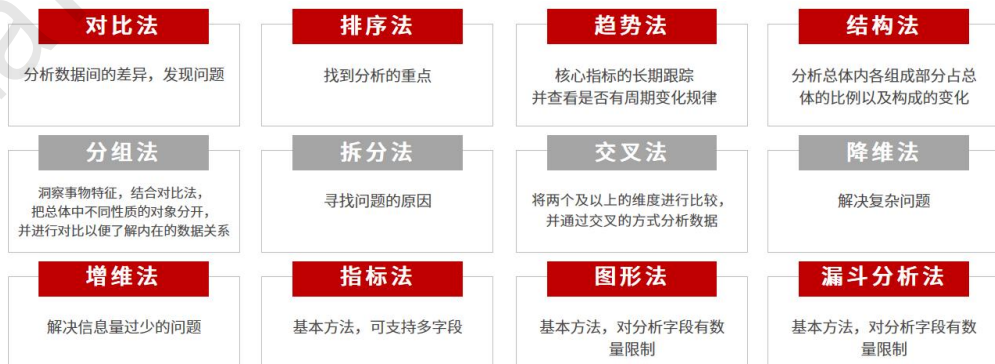 对比法
分析数据间的差异，发现问题
排序法
找到分析的重点
趋势法
核心指标的长期跟踪
并查看是否有周期变化规律
结构法
分析总体内各组成部分占总
体的比例以及构成的变化
分组法
洞察事物特征，结合对比法，
把总体中不同性质的对象分开，
并进行对比以便了解内在的数据关系
拆分法
寻找问题的原因
交叉法
将两个及以上的维度进行比较，
并通过交叉的方式分析数据
降维法
解决复杂问题
增维法
解决信息量过少的问题
指标法
基本方法，可支持多字段
图形法
基本方法，对分析字段有数
量限制
漏斗分析法
基本方法，对分析字段有数
量限制